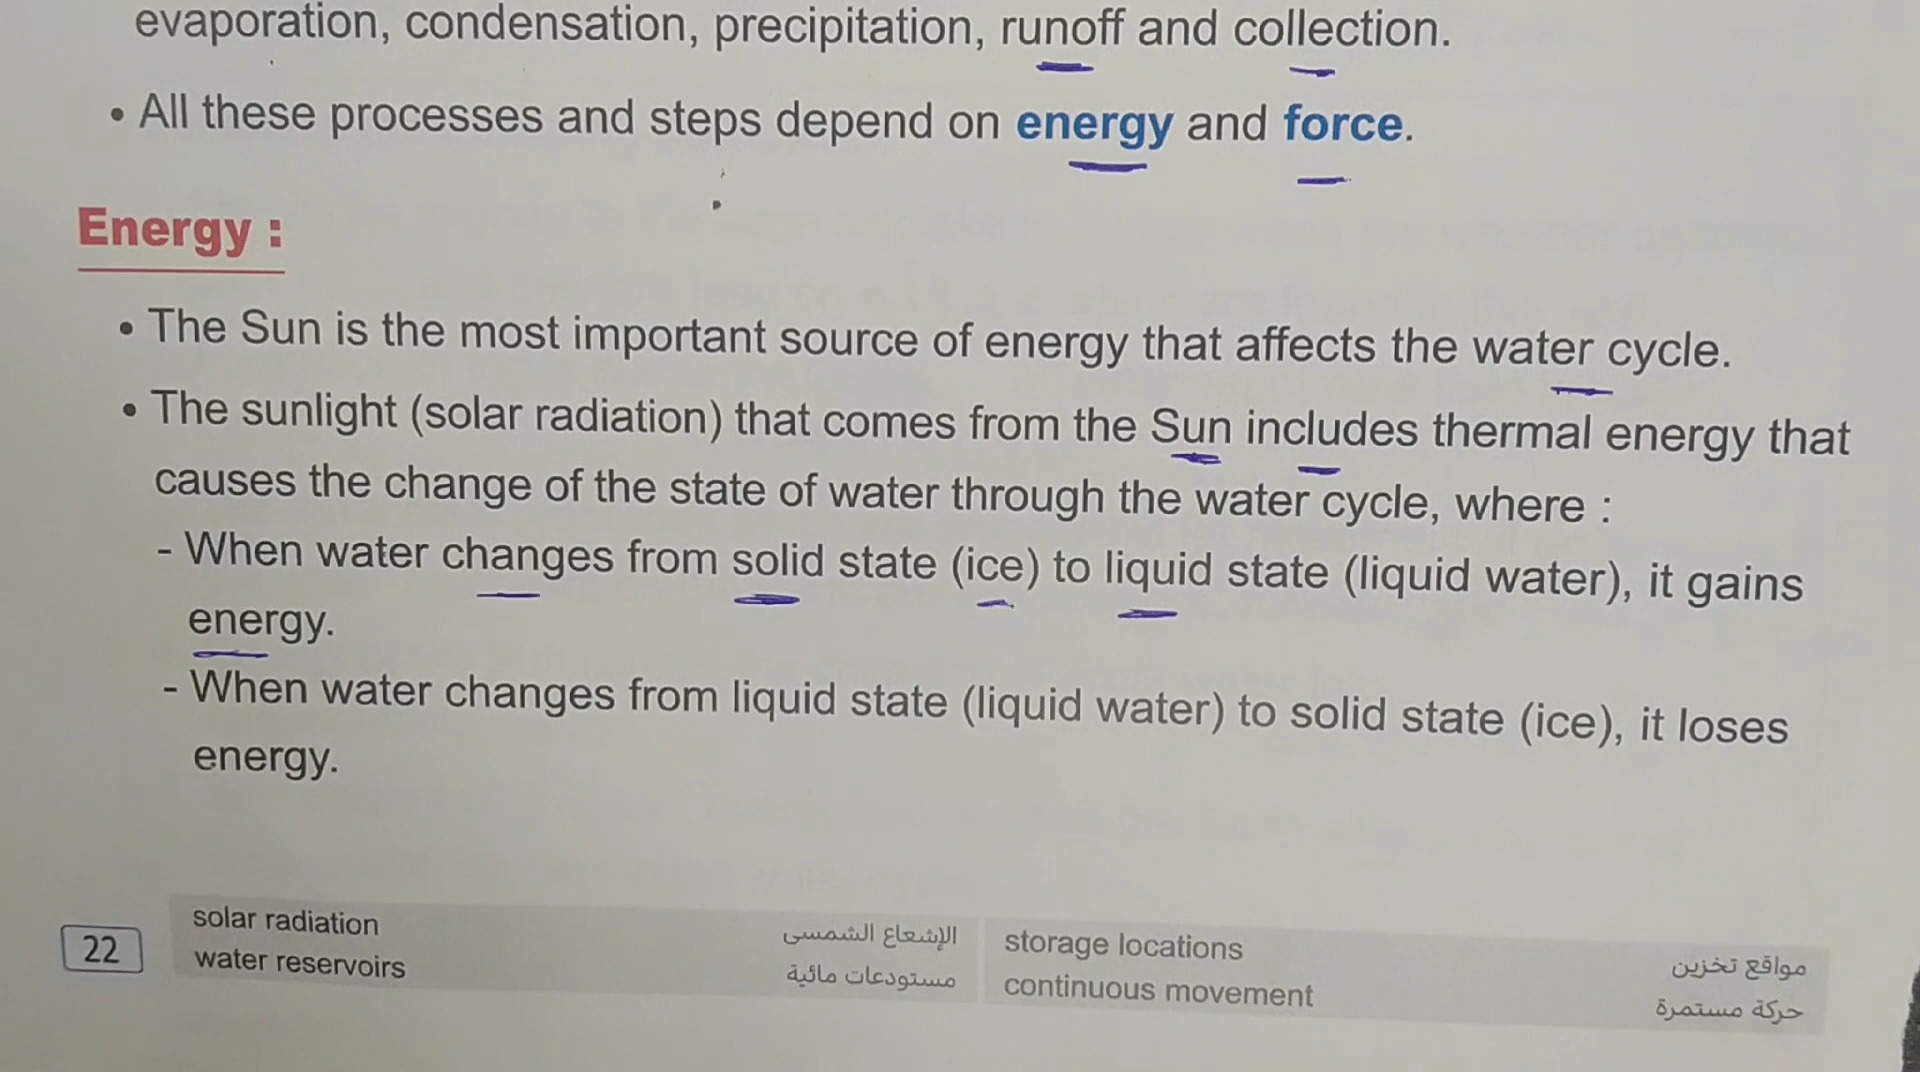 evaporation, condensation, precipitation, runoff and collection.
• All these processes and steps depend on energy and force.
Energy :
• The Sun is the most important source of energy that affects the water cycle.
• The sunlight (solar radiation) that comes from the Sun includes thermal energy that
causes the change of the state of water through the water cycle, where :
- When water changes from solid state (ice) to liquid state (liquid water), it gains
energy.
- When water changes from liquid state (liquid water) to solid state (ice), it loses
energy.
22
solar radiation الإشعاع الشمسى
water reservoirs مستودعات مائية
storage locations مواقع تخزين
continuous movement حركة مستمرة